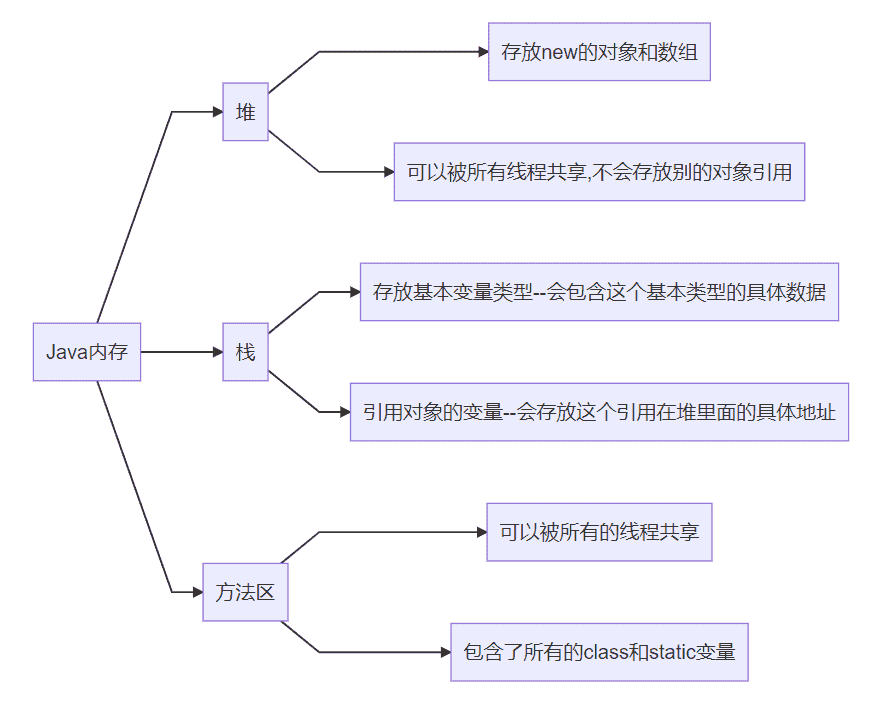 存放new的对象和数组
堆
可以被所有线程共享,不会存放别的对象引用
存放基本变量类型--会包含这个基本类型的具体数据
Java内存
栈
引用对象的变量--会存放这个引用在堆里面的具体地址
可以被所有的线程共享
方法区
包含了所有的class和static变量